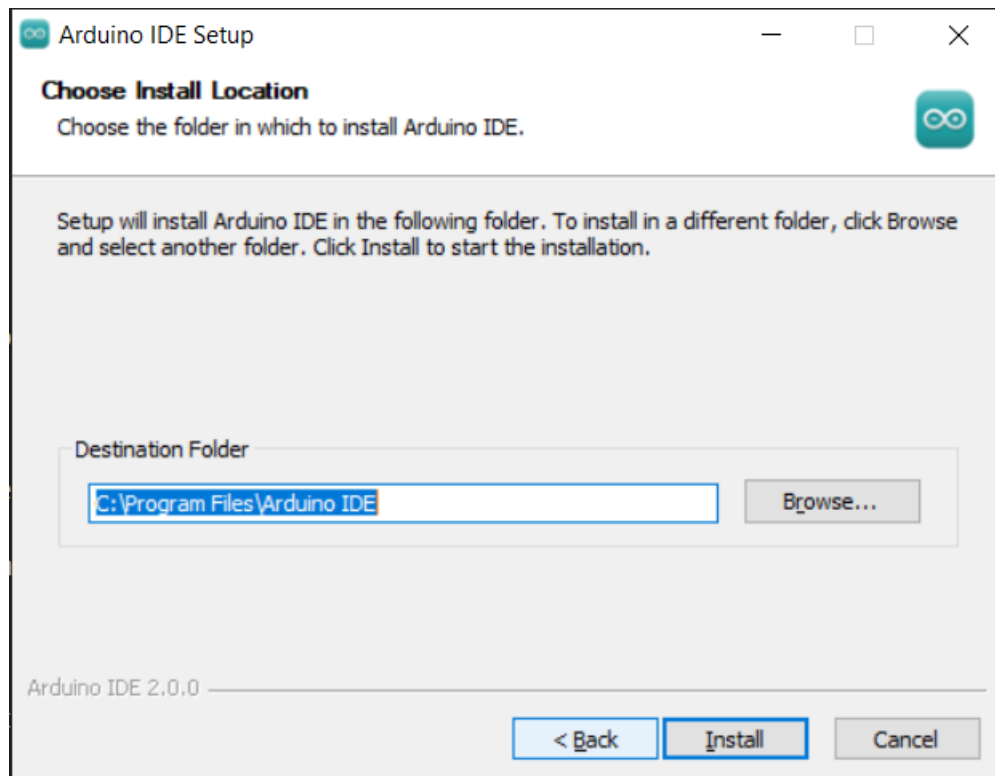 Arduino IDE Setup
Choose Install Location
Choose the folder in which to install Arduino IDE.
Setup will install Arduino IDE in the following folder. To install in a different folder, click Browse
and select another folder. Click Install to start the installation.
Destination Folder
C:\Program Files\Arduino IDE
Browse...
Arduino IDE 2.0.0
< Back
Install
Cancel